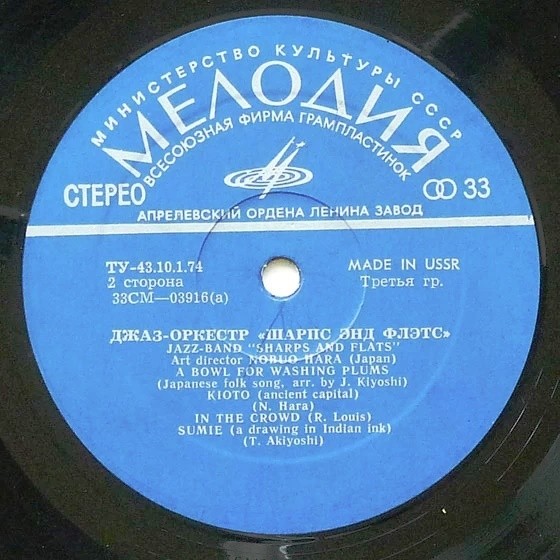 МИНИСТЕРСТВО КУЛЬТУРЫ СССР
МЕЛОДИЯ
ВСЕСОЮЗНАЯ ФИРМА ГРАМПЛАСТИНОК
СТЕРЕО
33
АПРЕЛЕВСКИЙ ОРДЕНА ЛЕНИНА ЗАВОД
ТУ-43.10.1.74
MADE IN USSR
2 сторона
Третья гр.
33СМ—03916(а)
ДЖАЗ-ОРКЕСТР «ШАРПС ЭНД ФЛЭТС»
JAZZ-BAND "SHARPS AND FLATS"
Art director NOBUO HARA (Japan)
A BOWL FOR WASHING PLUMS
(Japanese folk song, arr. by J. Kiyoshi)
KIOTO (ancient capital)
(N. Hara)
IN THE CROWD (R. Louis)
SUMIE (a drawing in Indian ink)
(T. Akiyoshi)